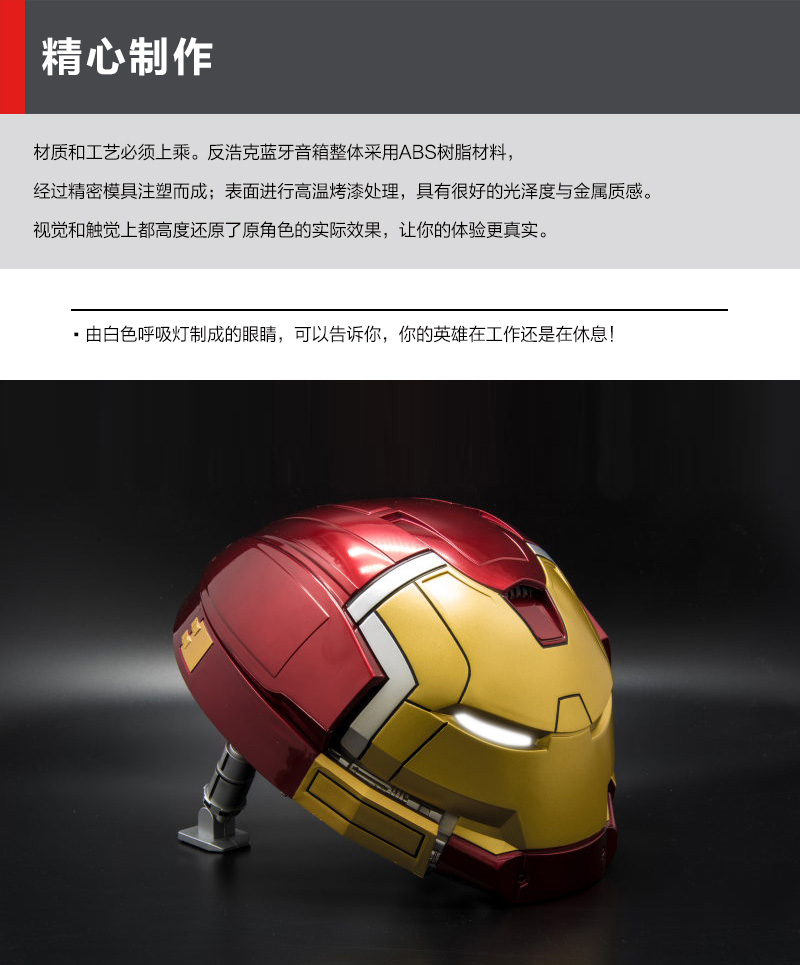 精心制作
材质和工艺必须上乘。反浩克蓝牙音箱整体采用ABS树脂材料，
经过精密模具注塑而成；表面进行高温烤漆处理，具有很好的光泽度与金属质感。
视觉和触觉上都高度还原了原角色的实际效果，让你的体验更真实。
▪ 由白色呼吸灯制成的眼睛，可以告诉你，你的英雄在工作还是在休息！